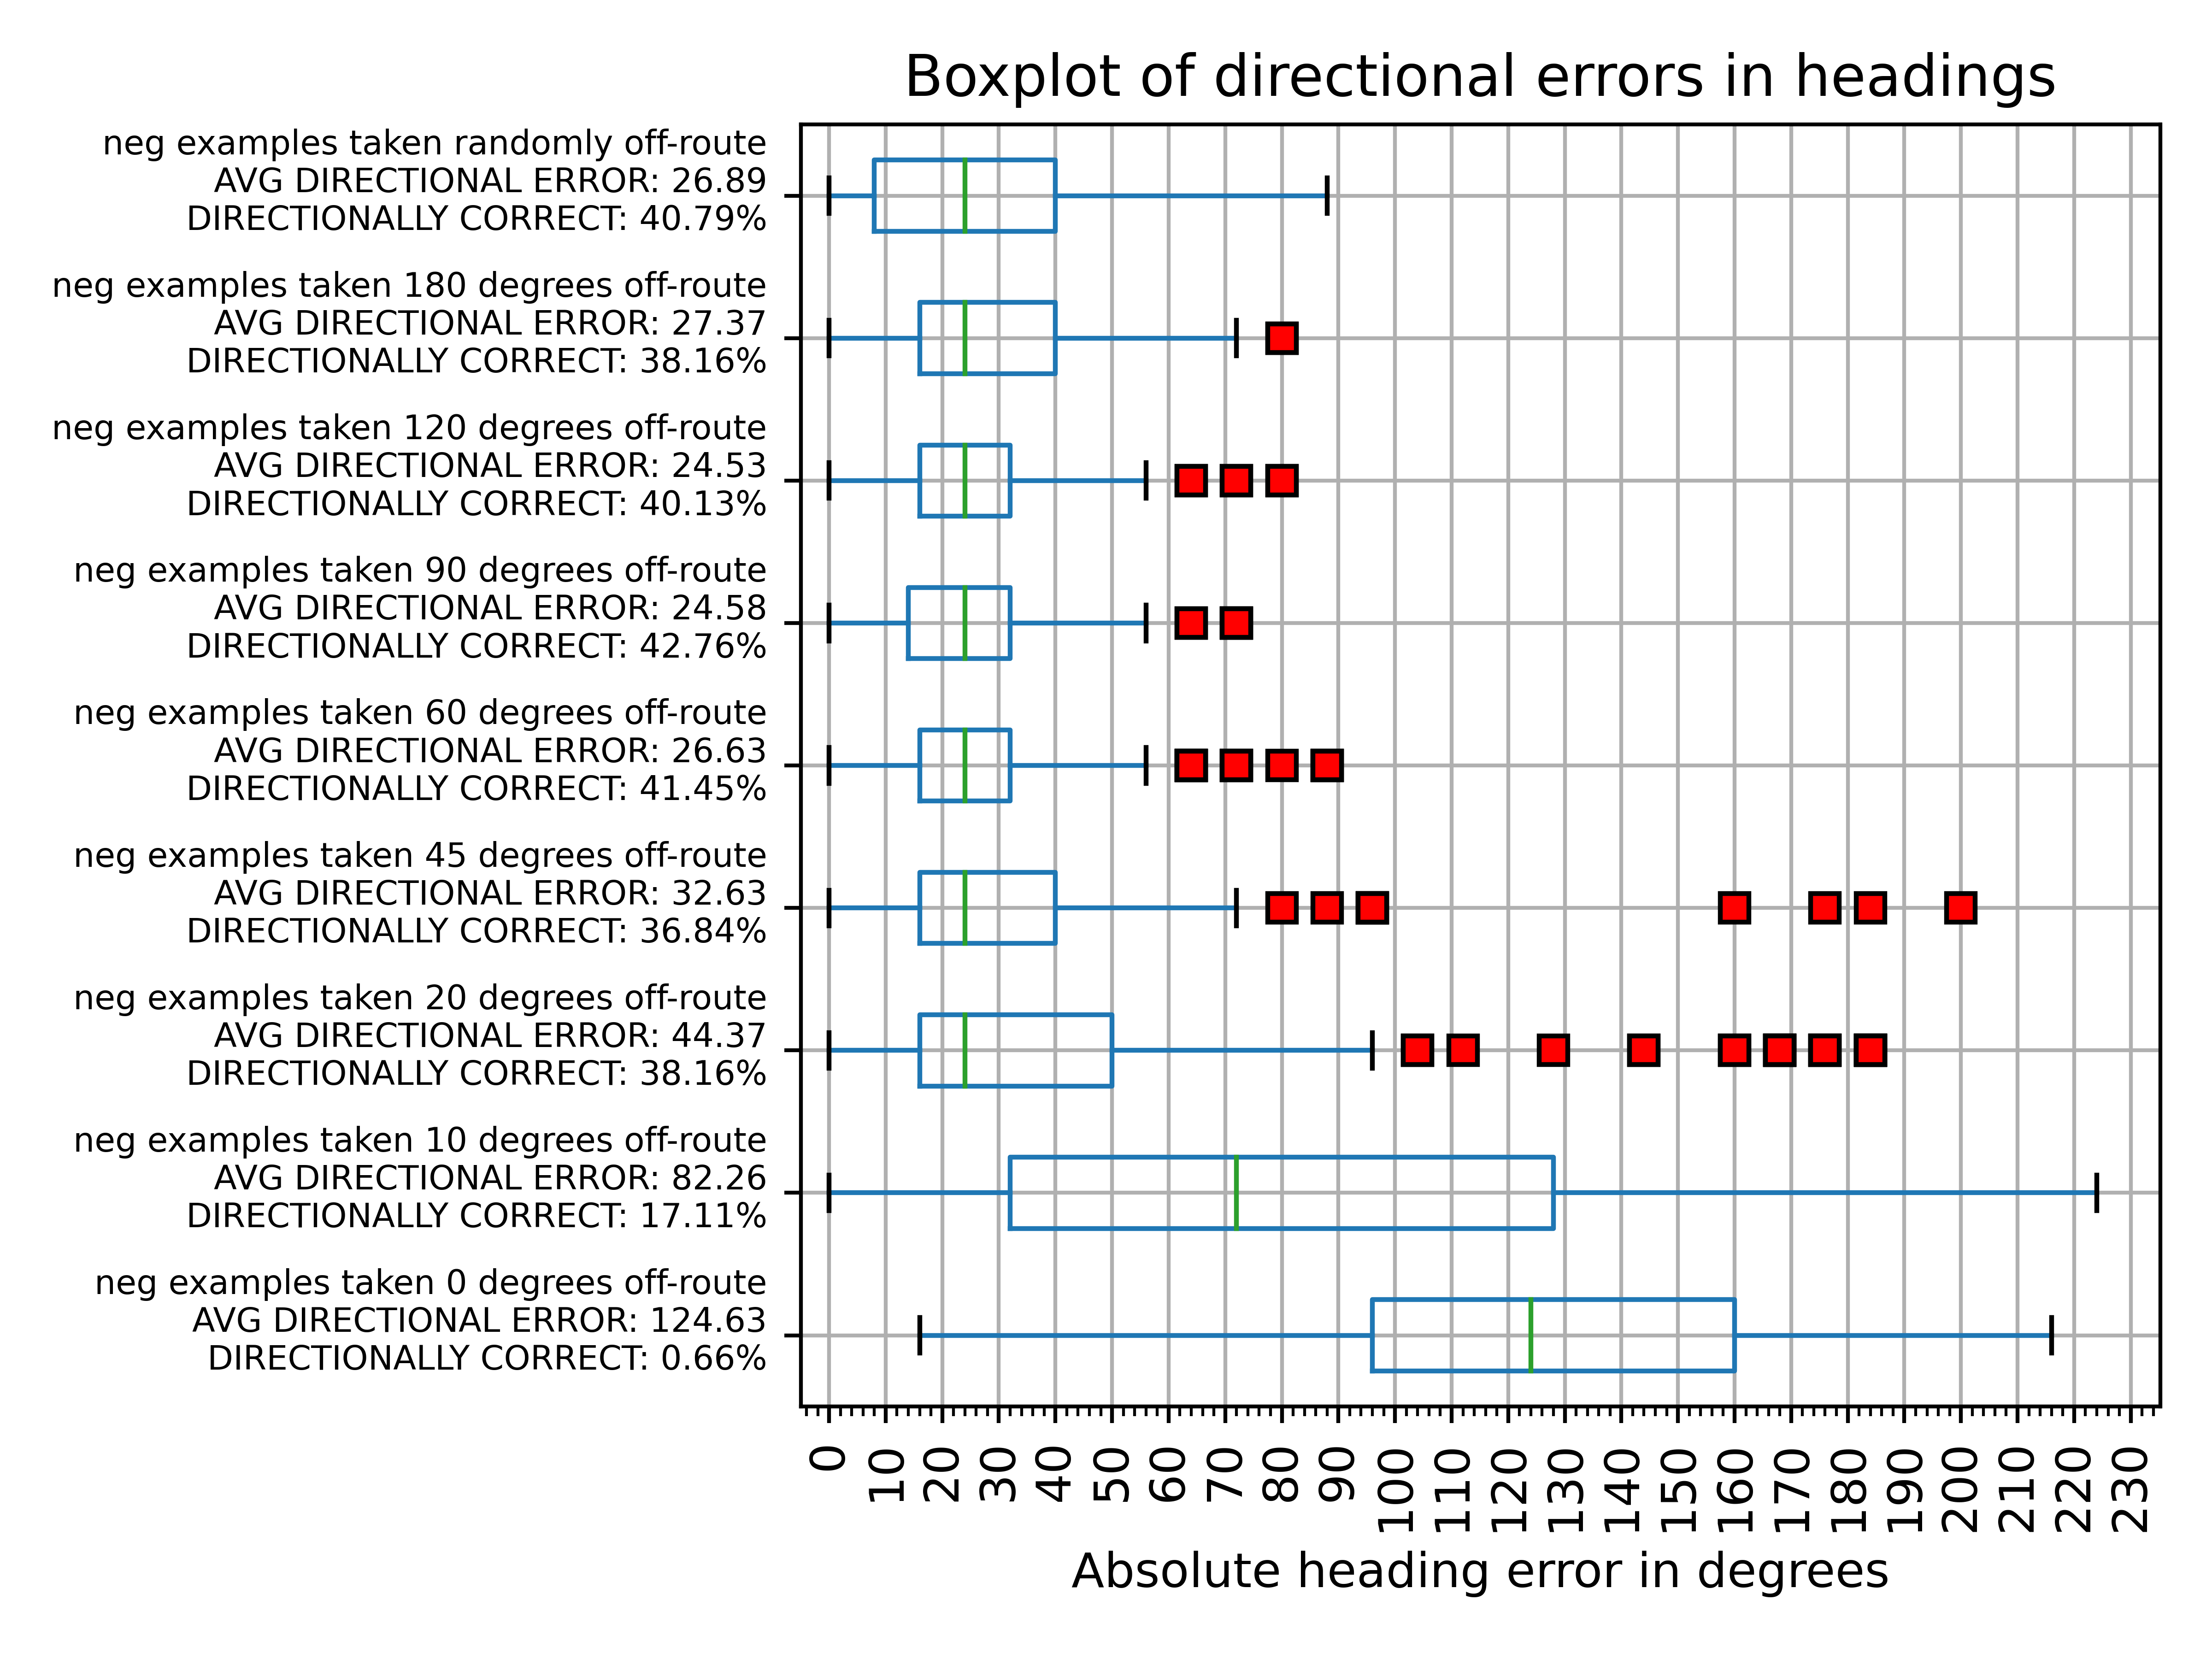 Boxplot of directional errors in headings
neg examples taken randomly off-route
AVG DIRECTIONAL ERROR: 26.89
DIRECTIONALLY CORRECT: 40.79%
neg examples taken 180 degrees off-route
AVG DIRECTIONAL ERROR: 27.37
DIRECTIONALLY CORRECT: 38.16%
neg examples taken 120 degrees off-route
AVG DIRECTIONAL ERROR: 24.53
DIRECTIONALLY CORRECT: 40.13%
neg examples taken 90 degrees off-route
AVG DIRECTIONAL ERROR: 24.58
DIRECTIONALLY CORRECT: 42.76%
neg examples taken 60 degrees off-route
AVG DIRECTIONAL ERROR: 26.63
DIRECTIONALLY CORRECT: 41.45%
neg examples taken 45 degrees off-route
AVG DIRECTIONAL ERROR: 32.63
DIRECTIONALLY CORRECT: 36.84%
neg examples taken 20 degrees off-route
AVG DIRECTIONAL ERROR: 44.37
DIRECTIONALLY CORRECT: 38.16%
neg examples taken 10 degrees off-route
AVG DIRECTIONAL ERROR: 82.26
DIRECTIONALLY CORRECT: 17.11%
neg examples taken 0 degrees off-route
AVG DIRECTIONAL ERROR: 124.63
DIRECTIONALLY CORRECT: 0.66%
0 10 20 30 40 50 60 70 80 90 100 110 120 130 140 150 160 170 180 190 200 210 220 230
Absolute heading error in degrees